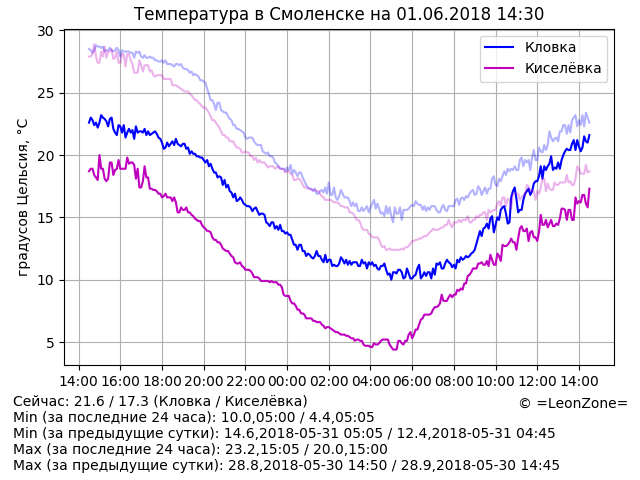 Температура в Смоленске на 01.06.2018 14:30
градусов Цельсия, °C
30
25
20
15
10
5
Кловка
Киселёвка
14:00 16:00 18:00 20:00 22:00 00:00 02:00 04:00 06:00 08:00 10:00 12:00 14:00
Сейчас: 21.6 / 17.3 (Кловка / Киселёвка)
© =LeonZone=
Min (за последние 24 часа): 10.0,05:00 / 4.4,05:05
Min (за предыдущие сутки): 14.6,2018-05-31 05:05 / 12.4,2018-05-31 04:45
Max (за последние 24 часа): 23.2,15:05 / 20.0,15:00
Max (за предыдущие сутки): 28.8,2018-05-30 14:50 / 28.9,2018-05-30 14:45